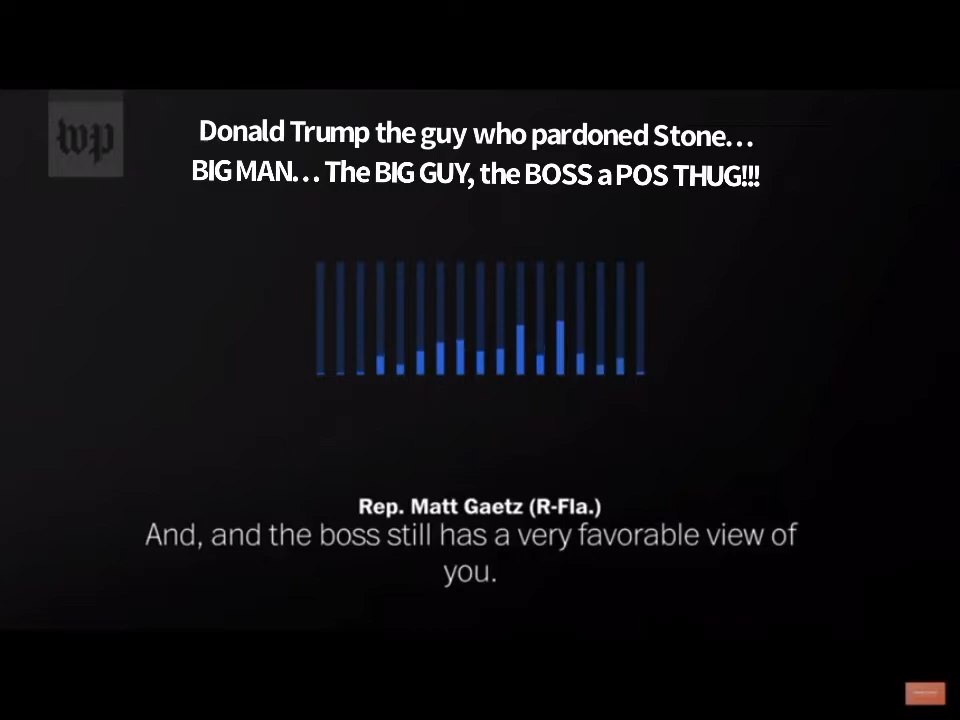 wp
Donald Trump the guy who pardoned Stone...
BIG MAN... The BIG GUY, the BOSS a POS THUG!!!
Rep. Matt Gaetz (R-Fla.)
And, and the boss still has a very favorable view of
you.